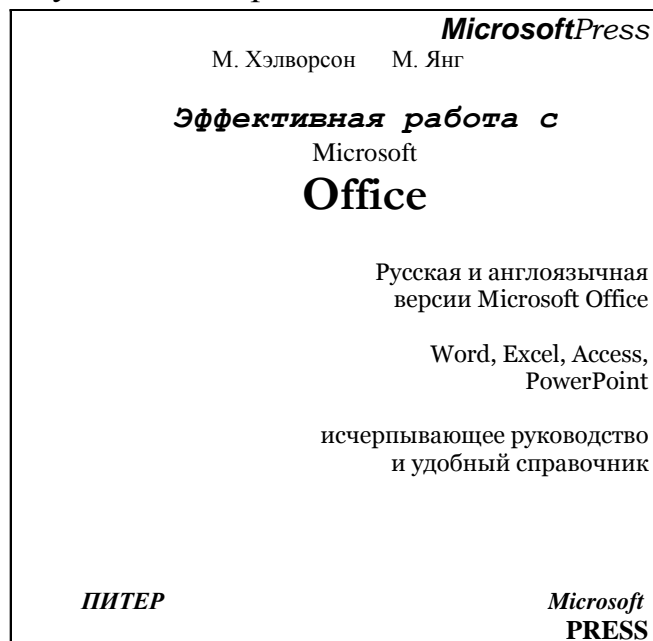 MicrosoftPress
М. Хэлворсон М. Янг
Эффективная работа с
Microsoft
Office
Русская и англоязычная
версии Microsoft Office
Word, Excel, Access,
PowerPoint
исчерпывающее руководство
и удобный справочник
ПИТЕР Microsoft
PRESS